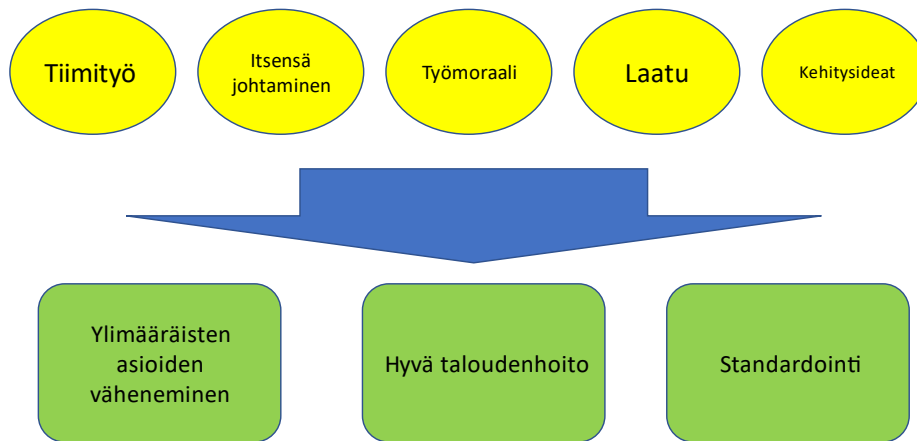 Tiimityö
Itsensä
johtaminen
Työmoraali
Laatu
Kehitysideat
Ylimääräisten
asioiden
väheneminen
Hyvä taloudenhoito
Standardointi